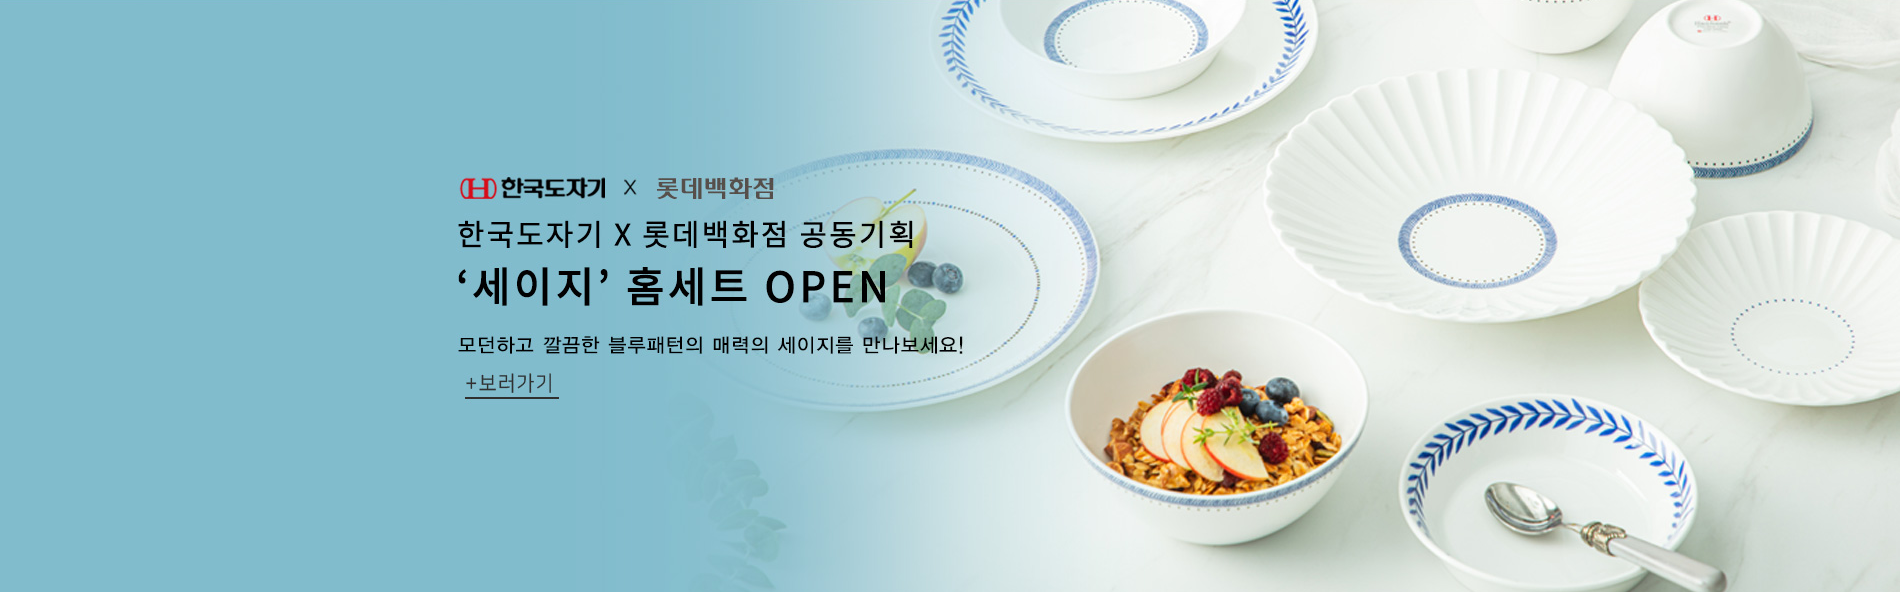 한국도자기 X 롯데백화점
한국도자기 X 롯데백화점 공동기획
‘세이지’ 홈세트 OPEN
모던하고 깔끔한 블루패턴의 매력의 세이지를 만나보세요!
+보러가기